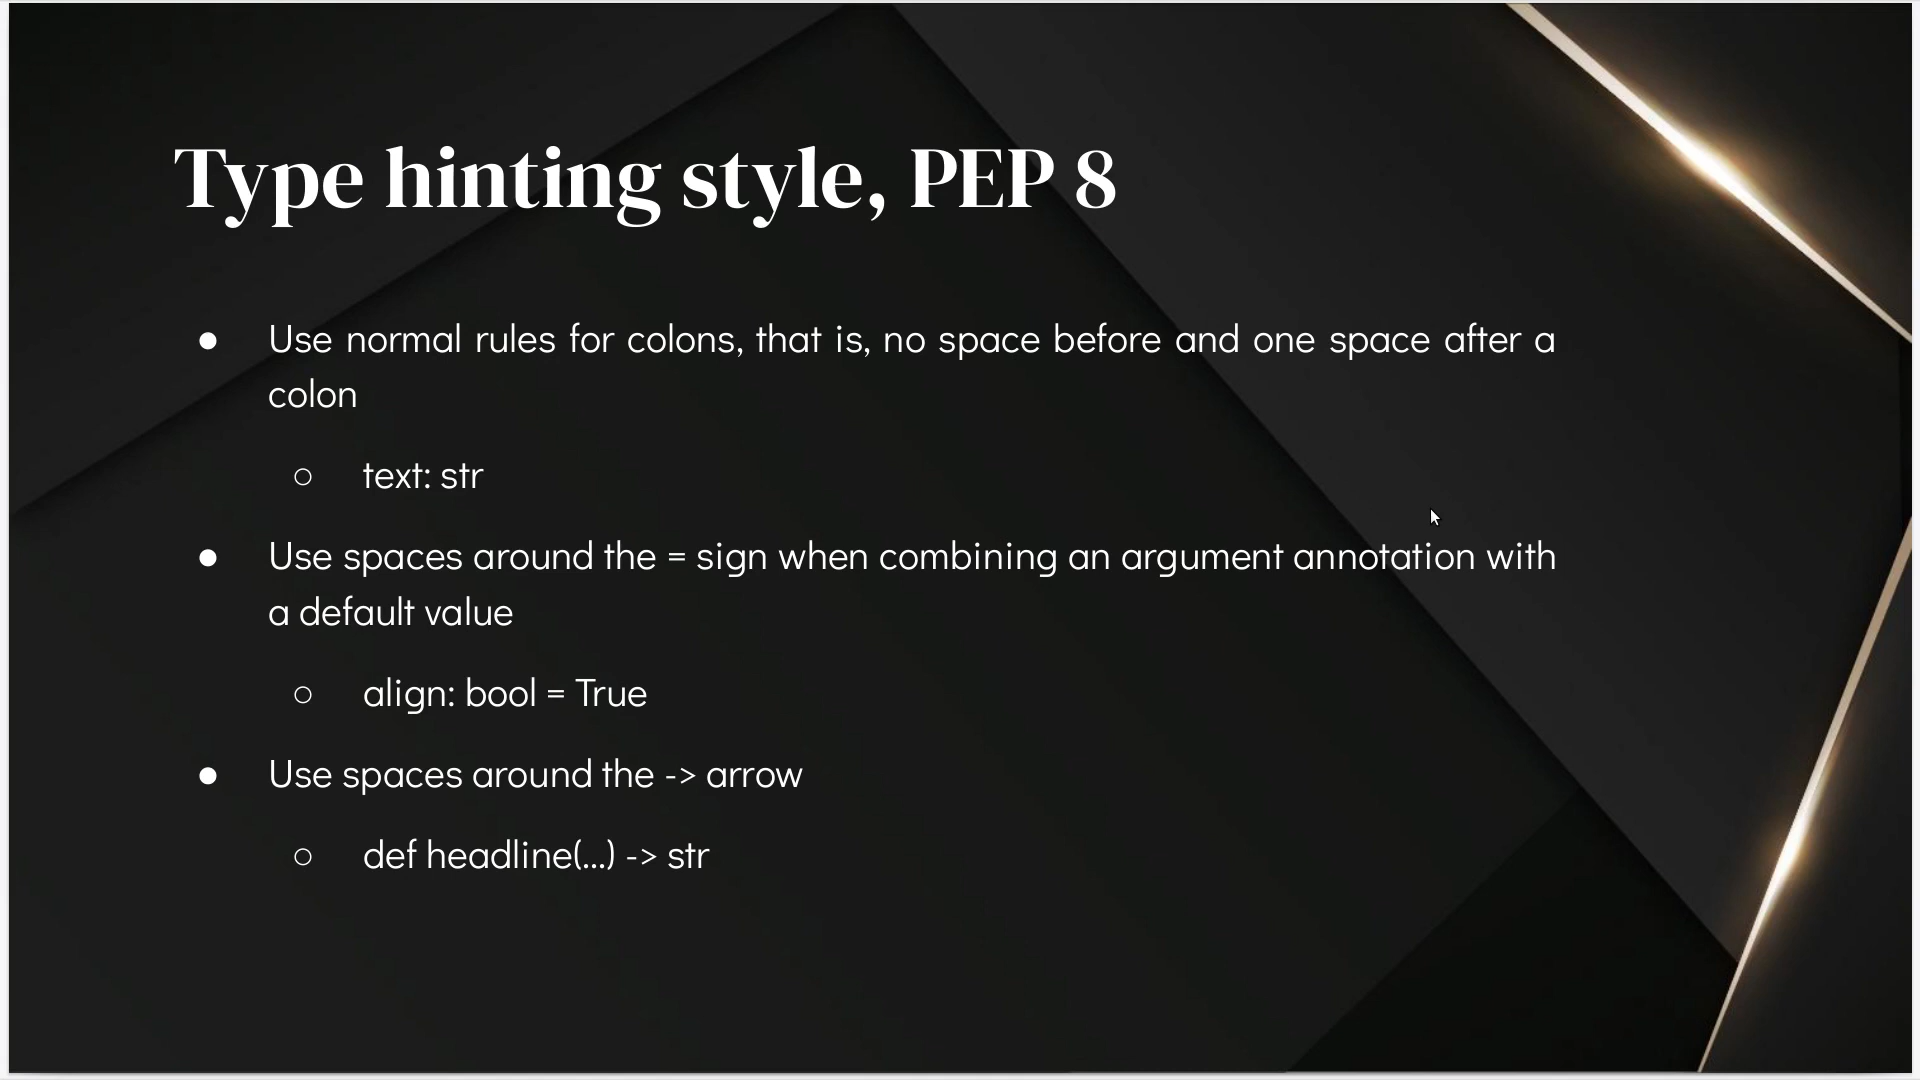 Type hinting style, PEP 8
● Use normal rules for colons, that is, no space before and one space after a
colon
○ text: str
● Use spaces around the = sign when combining an argument annotation with
a default value
○ align: bool = True
● Use spaces around the -> arrow
○ def headline(...) -> str